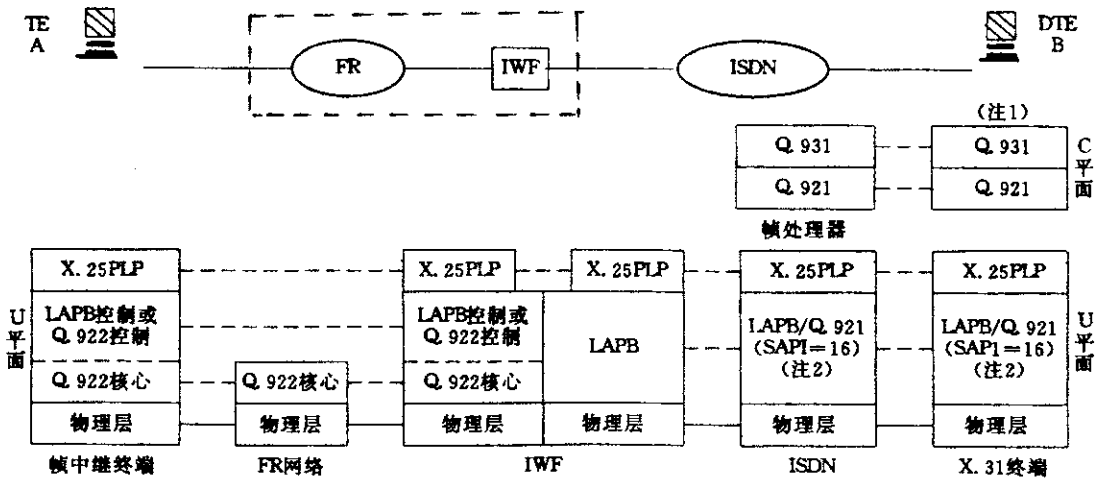 TE
A
FR
IWF
ISDN
DTE
B
(注1)
Q. 931
Q. 931
C平面
Q. 921
Q. 921
帧处理器
X. 25PLP
X. 25PLP
X. 25PLP
X. 25PLP
X. 25PLP
U平面
LAPB控制或
Q. 922控制
LAPB控制或
Q. 922控制
LAPB
LAPB/Q. 921
(SAPI=16)
(注2)
LAPB/Q. 921
(SAP1=16)
(注2)
U平面
Q. 922核心
Q. 922核心
Q. 922核心
物理层
物理层
物理层
物理层
物理层
物理层
帧中继终端
FR网络
IWF
ISDN
X. 31终端